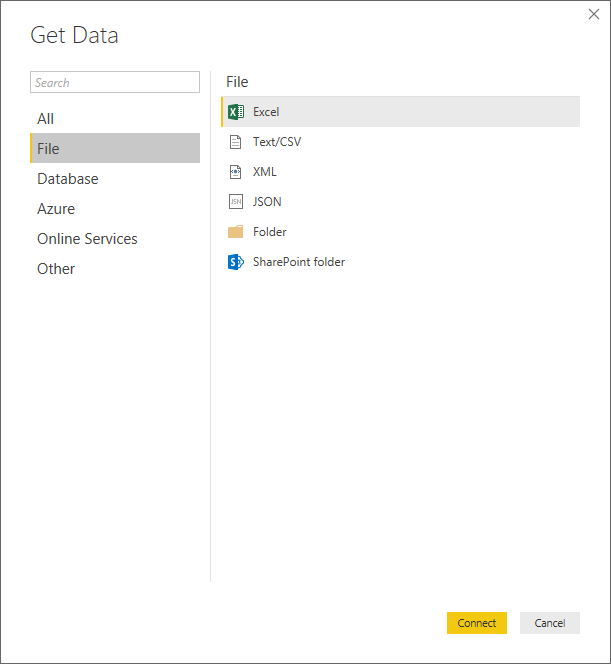 Get Data
Search
All
File
Database
Azure
Online Services
Other
File
Excel
Text/CSV
XML
JSON
Folder
SharePoint folder
Connect
Cancel